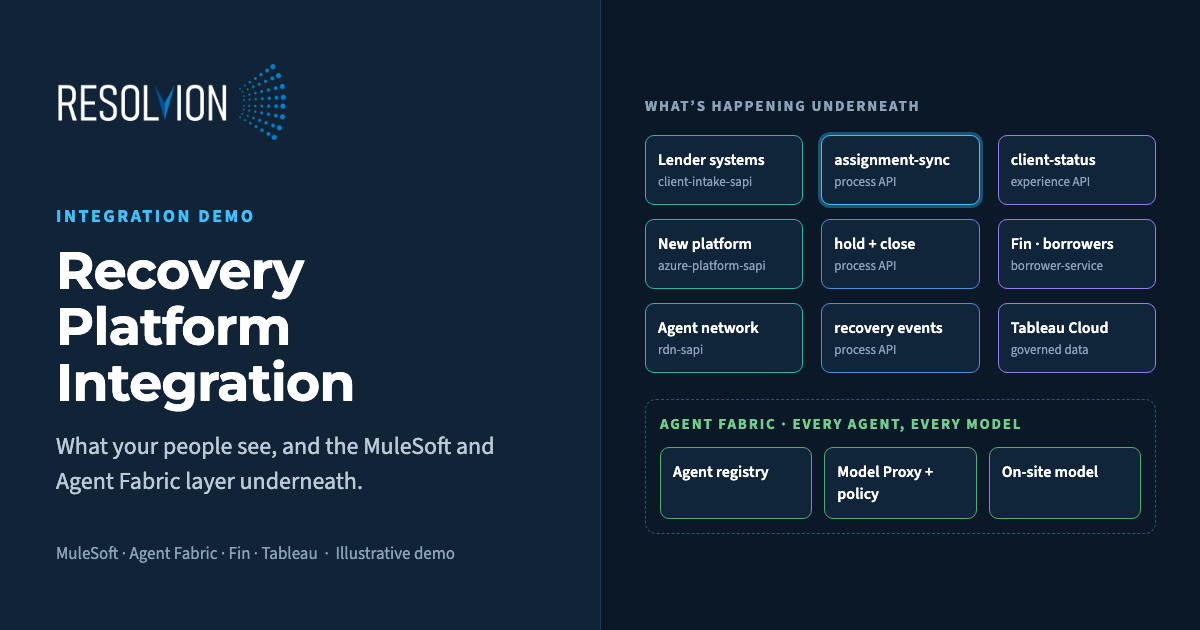 RESOLVION
INTEGRATION DEMO
Recovery
Platform
Integration
What your people see, and the MuleSoft and
Agent Fabric layer underneath.
MuleSoft · Agent Fabric · Fin · Tableau · Illustrative demo
WHAT’S HAPPENING UNDERNEATH
Lender systems
client-intake-sapi
assignment-sync
process API
client-status
experience API
New platform
azure-platform-sapi
hold + close
process API
Fin · borrowers
borrower-service
Agent network
rdn-sapi
recovery events
process API
Tableau Cloud
governed data
AGENT FABRIC · EVERY AGENT, EVERY MODEL
Agent registry
Model Proxy +
policy
On-site model